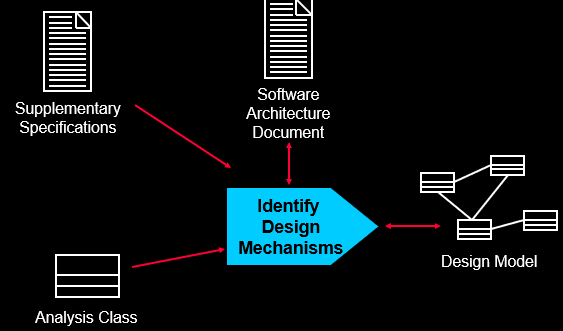 Supplementary
Specifications
Software
Architecture
Document
Identify
Design
Mechanisms
Design Model
Analysis Class